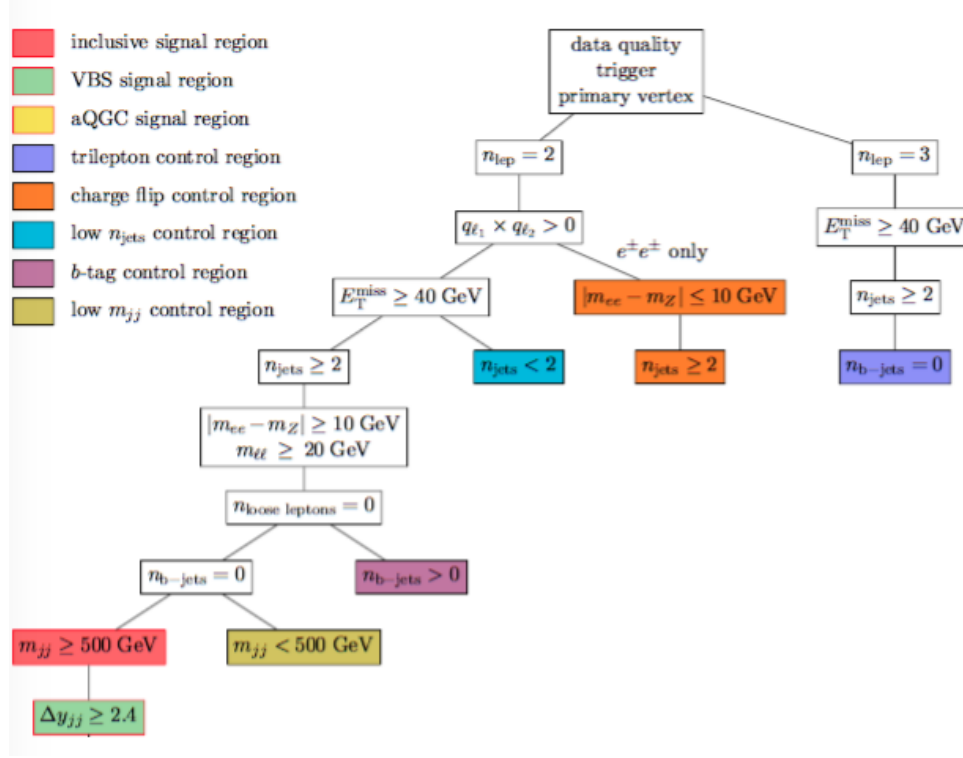 inclusive signal region
VBS signal region
aQGC signal region
trilepton control region
charge flip control region
low n_jets control region
b-tag control region
low m_jj control region
data quality
trigger
primary vertex
n_lep = 2
n_lep = 3
q_ℓ₁ × q_ℓ₂ > 0
E_T^miss ≥ 40 GeV
e^± e^± only
E_T^miss ≥ 40 GeV
|m_ee − m_Z| ≤ 10 GeV
n_jets ≥ 2
n_jets ≥ 2
n_jets < 2
n_jets ≥ 2
n_b−jets = 0
|m_ee − m_Z| ≥ 10 GeV
m_ℓℓ ≥ 20 GeV
n_loose leptons = 0
n_b−jets = 0
n_b−jets > 0
m_jj ≥ 500 GeV
m_jj < 500 GeV
Δy_jj ≥ 2.4